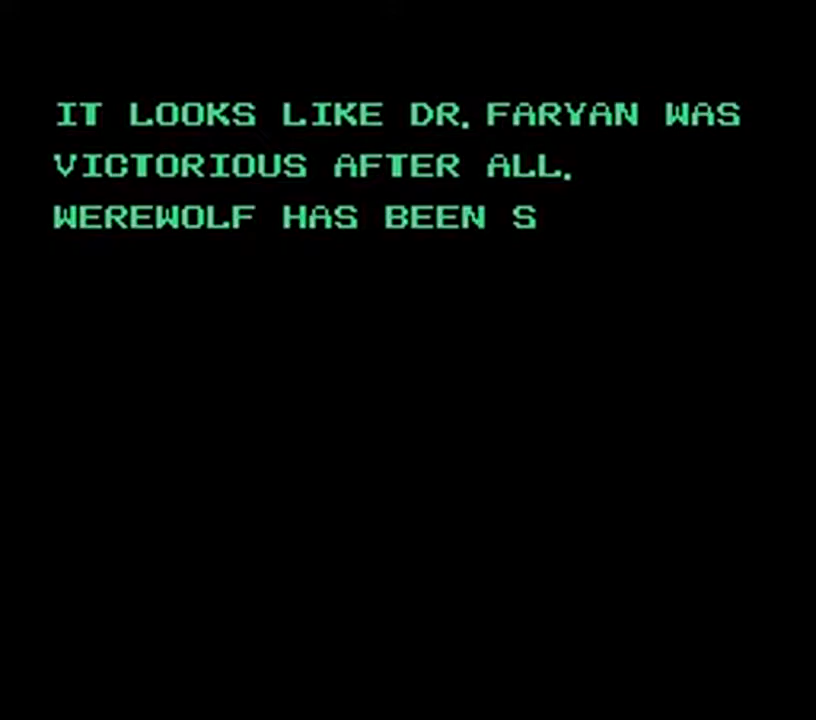 IT LOOKS LIKE DR. FARYAN WAS
VICTORIOUS AFTER ALL.
WEREWOLF HAS BEEN S